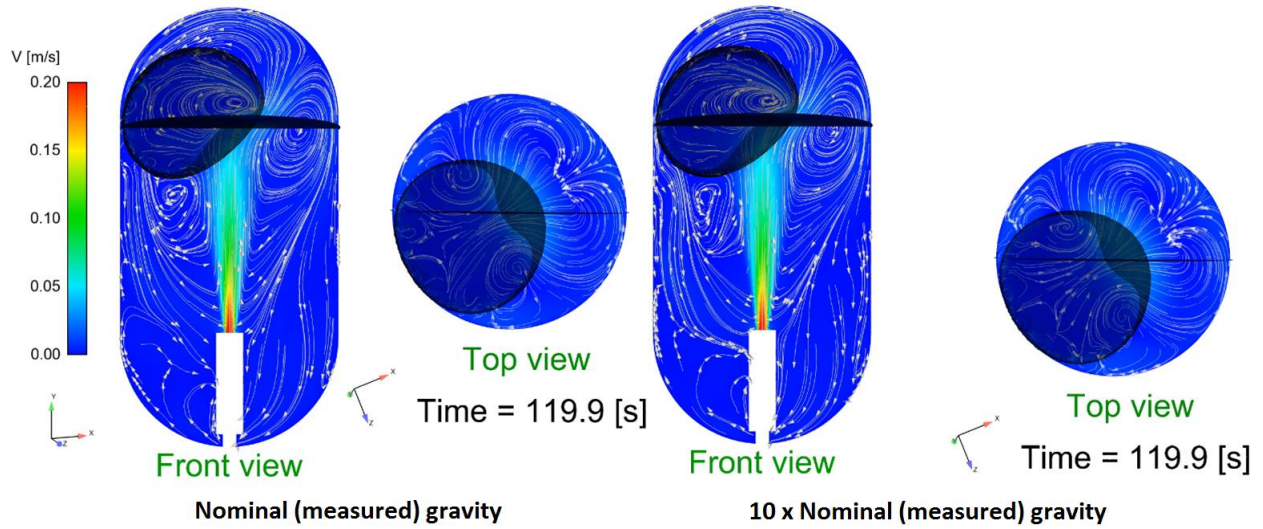 V [m/s]
0.20
0.15
0.10
0.05
0.00
Y
X
Z
Front view
X
Z
Top view
Time = 119.9 [s]
Nominal (measured) gravity
Front view
X
Z
Top view
Time = 119.9 [s]
10 x Nominal (measured) gravity